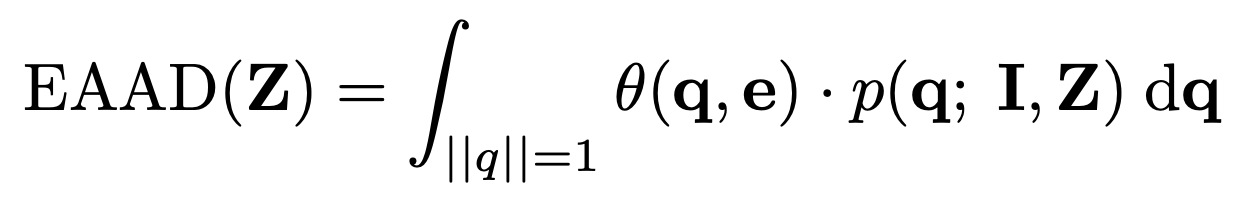 EAAD(Z) = ∫_{||q||=1} θ(q, e) · p(q; I, Z) dq